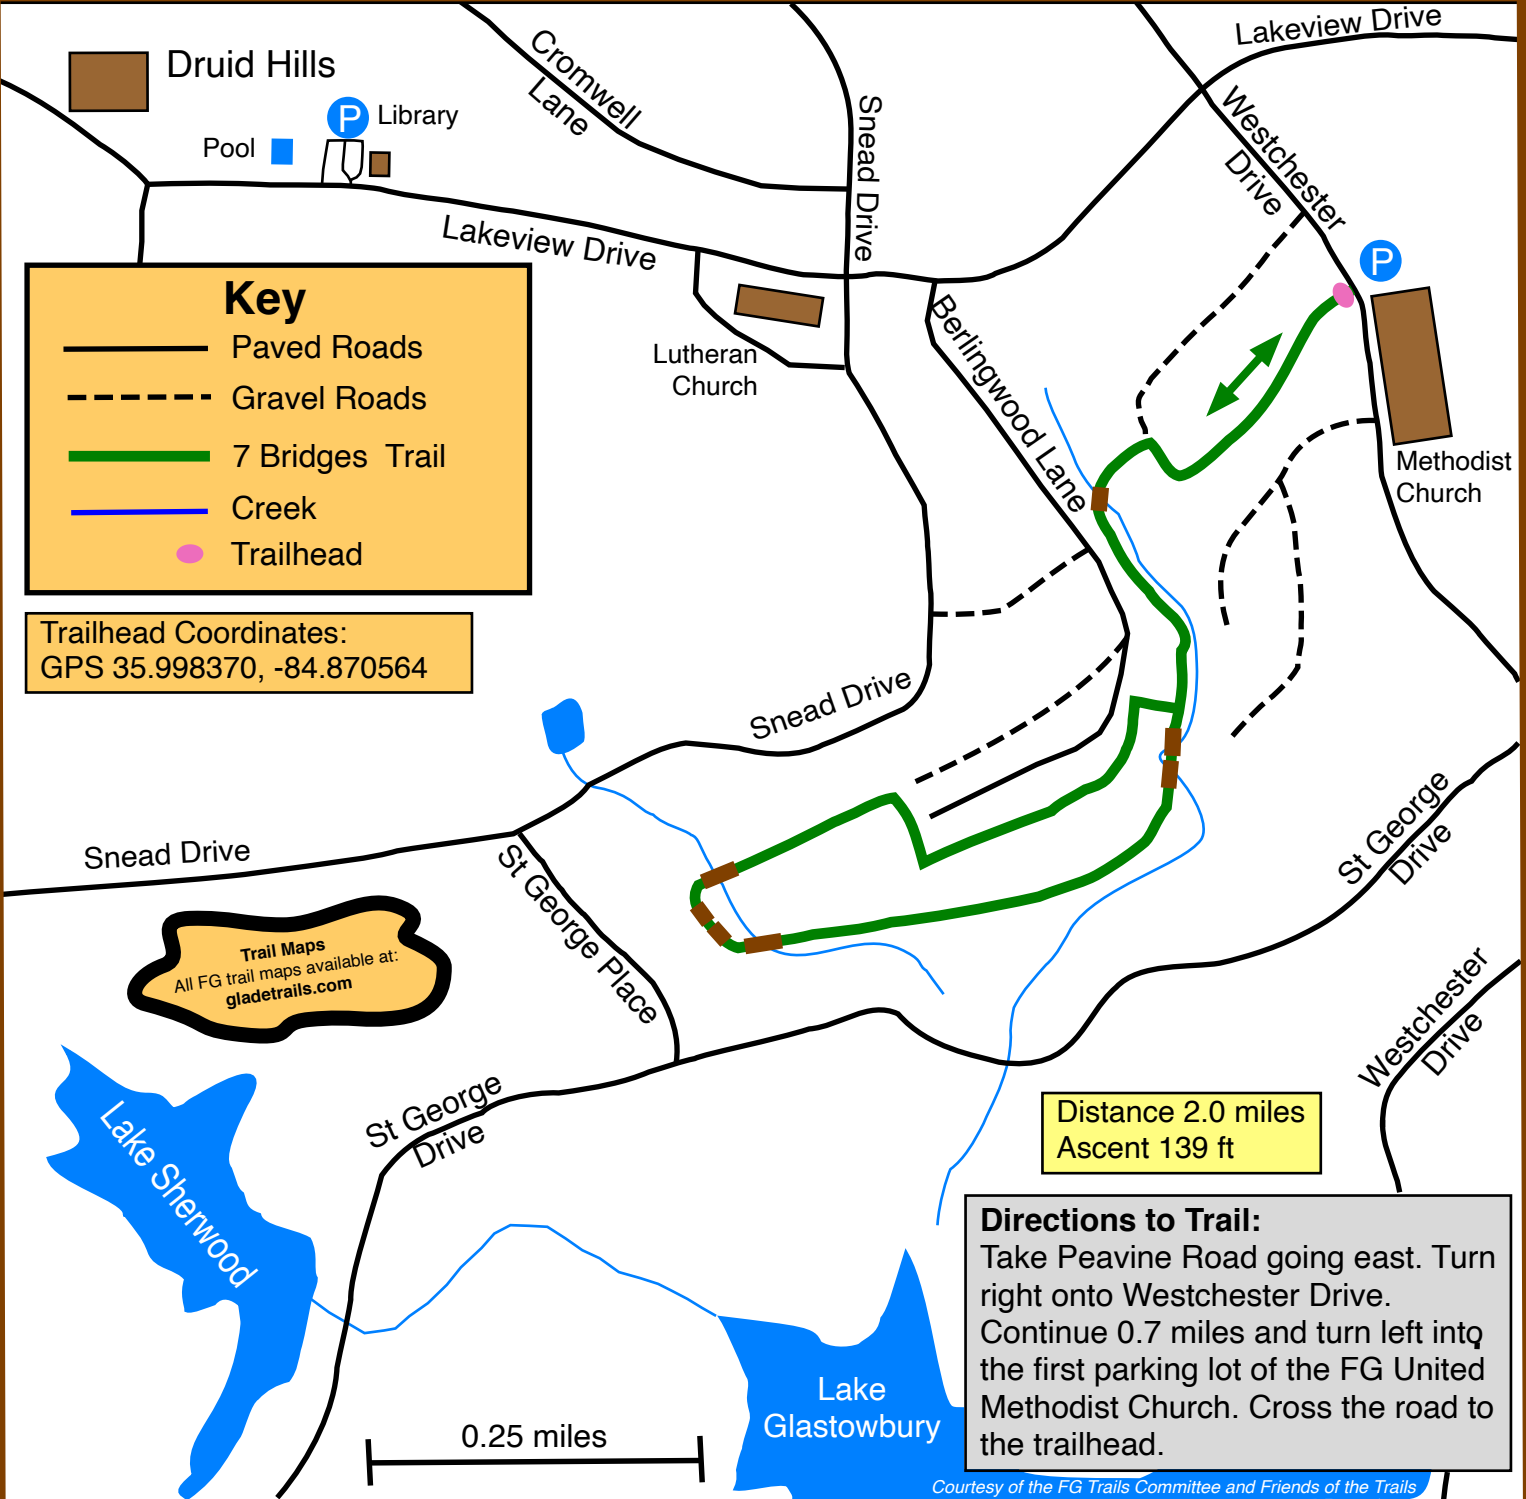 Lakeview Drive
Druid Hills
Cromwell
Lane
P
Library
Pool
Snead Drive
Westchester
Drive
Lakeview Drive
P
Key
Paved Roads
Gravel Roads
7 Bridges Trail
Creek
Trailhead
Lutheran
Church
Berlingwood Lane
Methodist
Church
Trailhead Coordinates:
GPS 35.998370, -84.870564
Snead Drive
Snead Drive
St George
Drive
St George Place
Trail Maps
All FG trail maps available at:
gladetrails.com
Westchester
Drive
St George
Drive
Lake Sherwood
Distance 2.0 miles
Ascent 139 ft
Directions to Trail:
Take Peavine Road going east. Turn
right onto Westchester Drive.
Continue 0.7 miles and turn left into
the first parking lot of the FG United
Methodist Church. Cross the road to
the trailhead.
Lake
Glastowbury
0.25 miles
Courtesy of the FG Trails Committee and Friends of the Trails